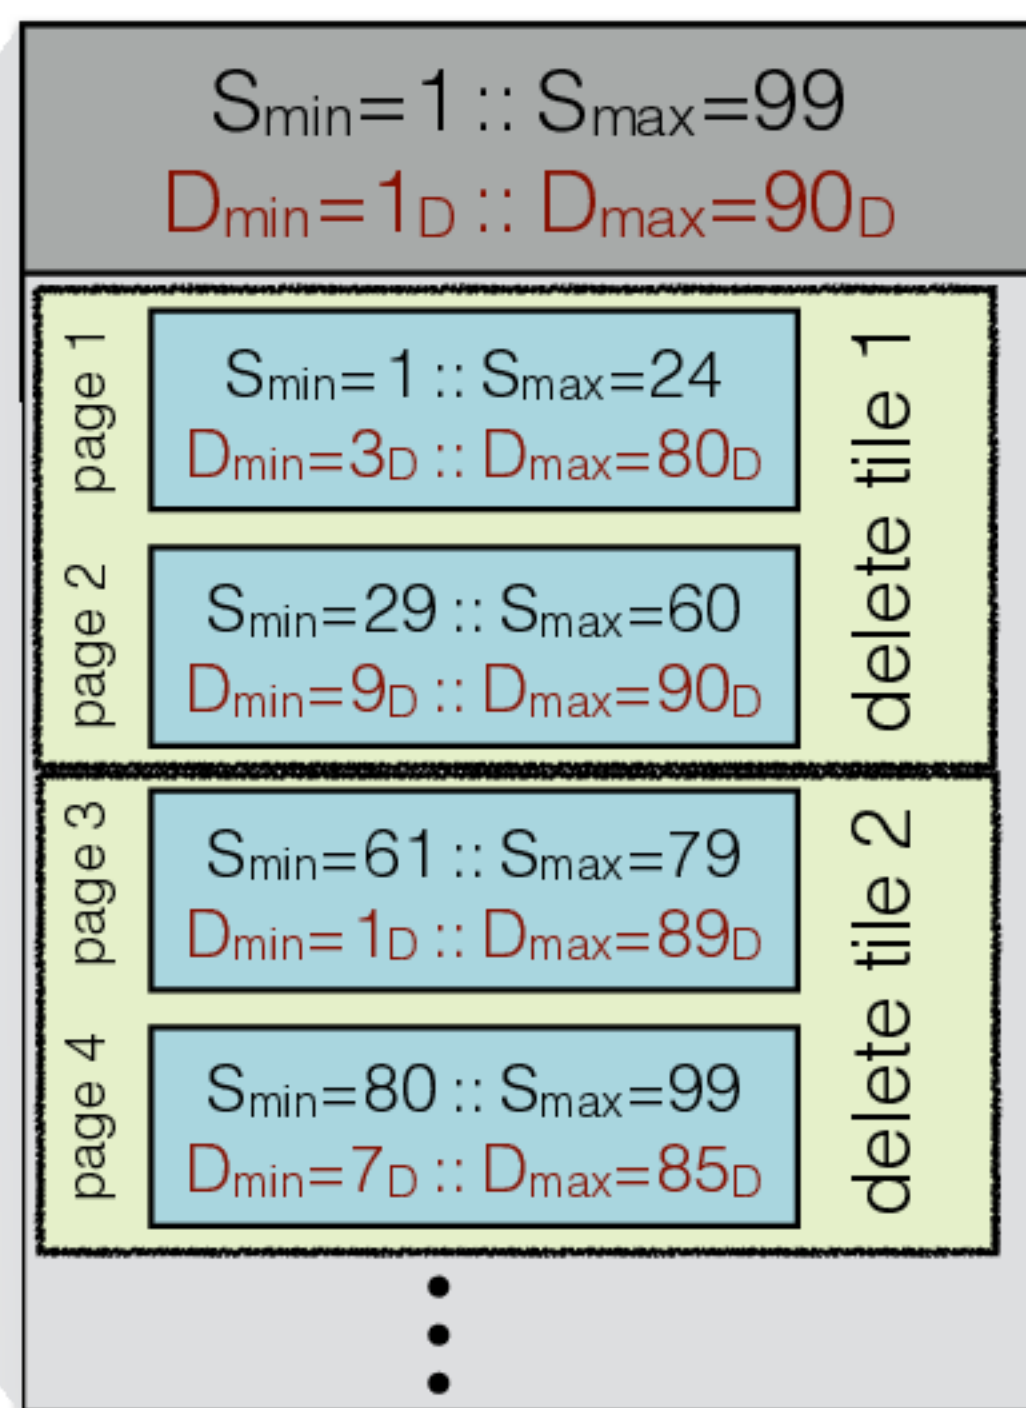 Smin=1 :: Smax=99
Dmin=1D :: Dmax=90D
page 1
Smin=1 :: Smax=24
Dmin=3D :: Dmax=80D
delete tile 1
page 2
Smin=29 :: Smax=60
Dmin=9D :: Dmax=90D
page 3
Smin=61 :: Smax=79
Dmin=1D :: Dmax=89D
delete tile 2
page 4
Smin=80 :: Smax=99
Dmin=7D :: Dmax=85D